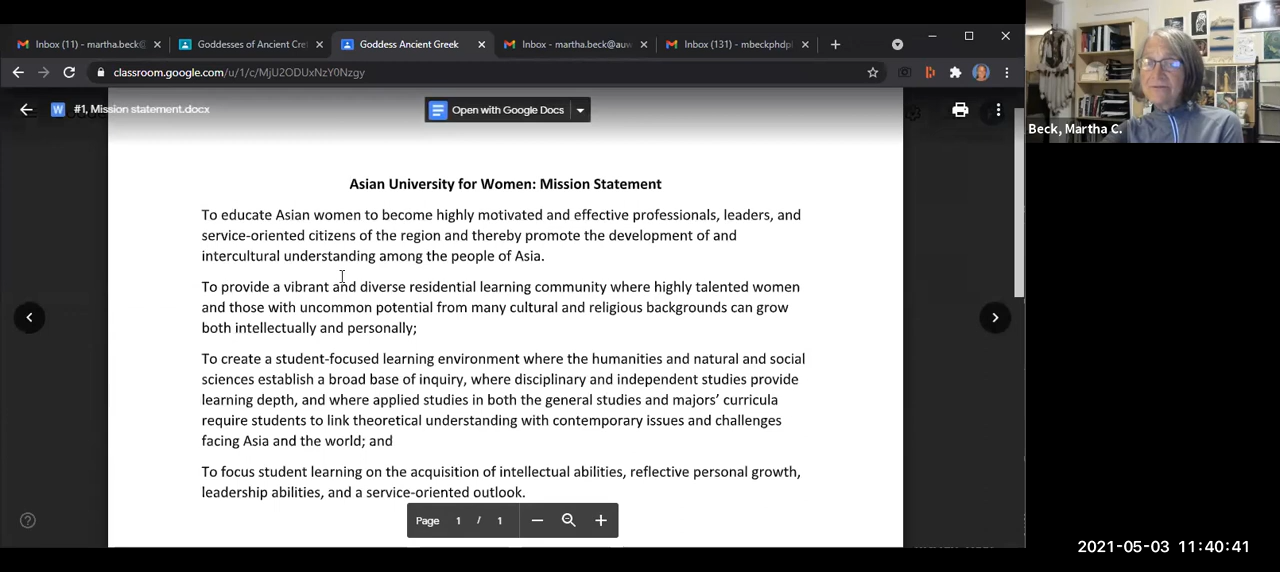 Inbox (11) - martha.beck@
Goddesses of Ancient Cre
Goddess Ancient Greek
Inbox - martha.beck@auw
Inbox (131) - mbeckphdp
classroom.google.com/u/1/c/MjU2ODUxNzY0Nzgy
#1, Mission statement.docx
Open with Google Docs
Beck, Martha C.
Asian University for Women: Mission Statement
To educate Asian women to become highly motivated and effective professionals, leaders, and
service-oriented citizens of the region and thereby promote the development of and
intercultural understanding among the people of Asia.
To provide a vibrant and diverse residential learning community where highly talented women
and those with uncommon potential from many cultural and religious backgrounds can grow
both intellectually and personally;
To create a student-focused learning environment where the humanities and natural and social
sciences establish a broad base of inquiry, where disciplinary and independent studies provide
learning depth, and where applied studies in both the general studies and majors’ curricula
require students to link theoretical understanding with contemporary issues and challenges
facing Asia and the world; and
To focus student learning on the acquisition of intellectual abilities, reflective personal growth,
leadership abilities, and a service-oriented outlook.
Page 1 / 1
2021-05-03 11:40:41